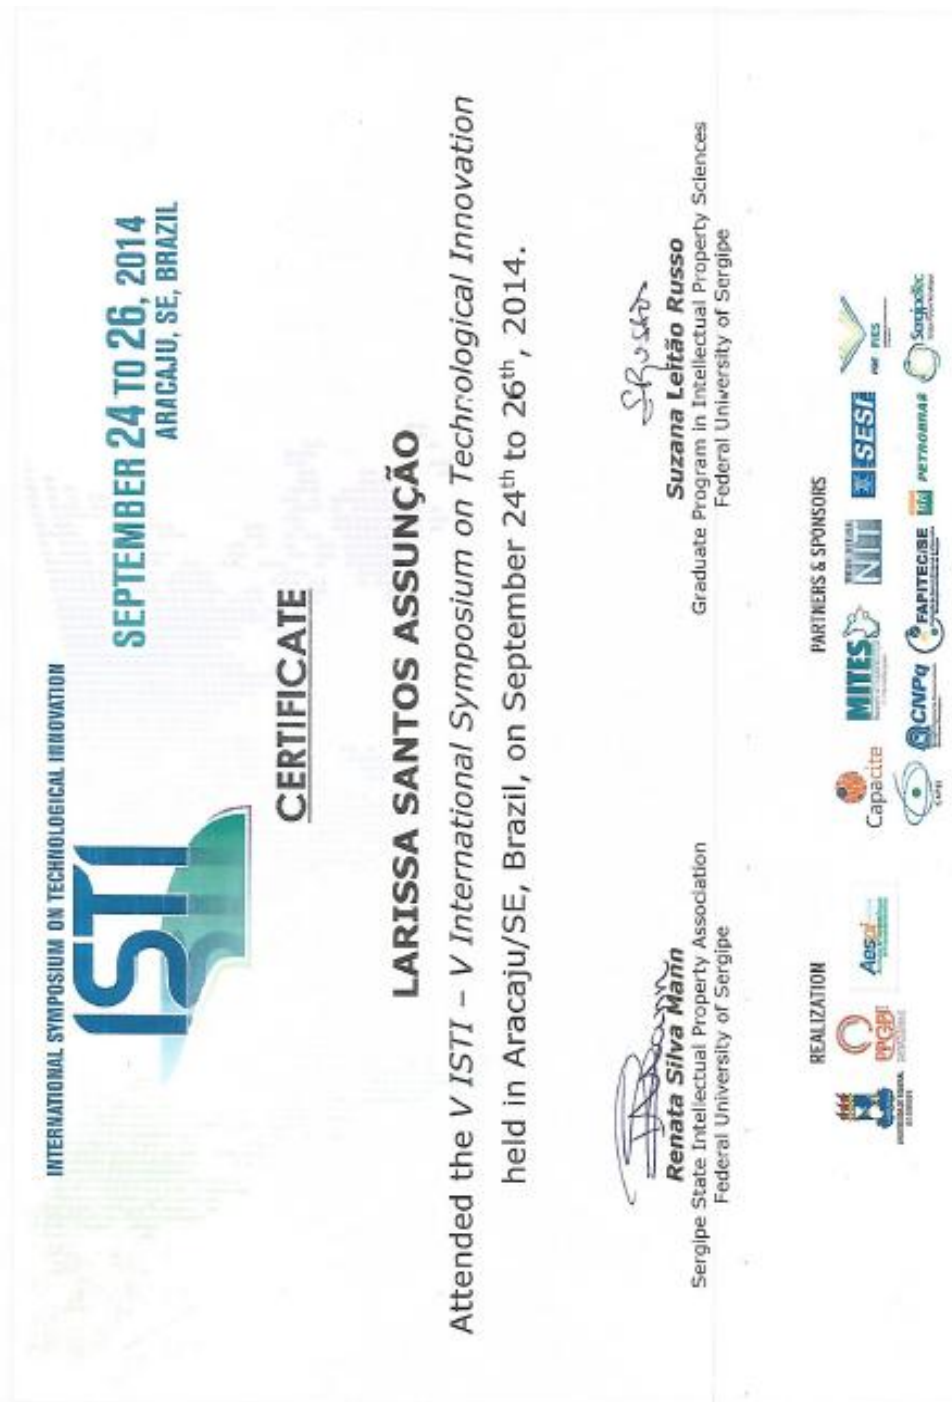 INTERNATIONAL SYMPOSIUM ON TECHNOLOGICAL INNOVATION
ISTI
SEPTEMBER 24 TO 26, 2014
ARACAJU, SE, BRAZIL
CERTIFICATE
LARISSA SANTOS ASSUNÇÃO
Attended the V ISTI – V International Symposium on Technological Innovation
held in Aracaju/SE, Brazil, on September 24th to 26th, 2014.
Renata Silva Mann
Sergipe State Intellectual Property Association
Federal University of Sergipe
Suzana Leitão Russo
Graduate Program in Intellectual Property Sciences
Federal University of Sergipe
REALIZATION
PPGPI
PARTNERS & SPONSORS
Capacite
MITES
NIT
SESI
CNPq
FAPITEC/SE
PETROBRAS
SergipeTec